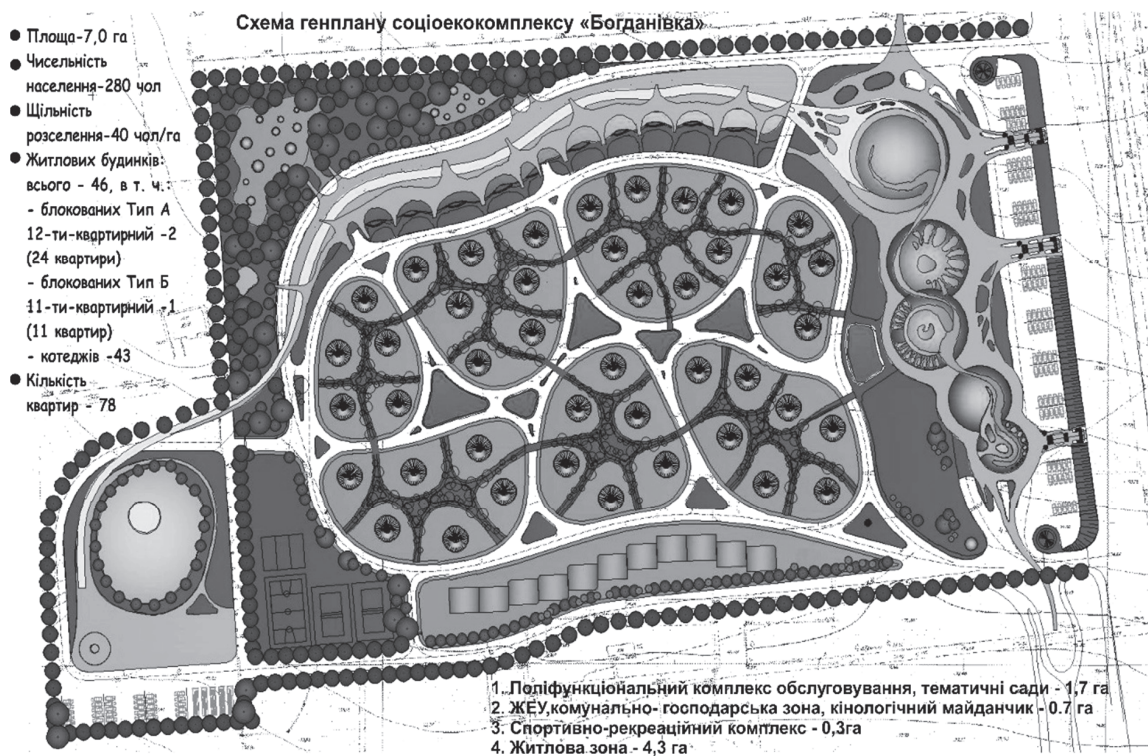 Схема генплану соціоекокомплексу «Богданівка»
● Площа-7,0 га
● Чисельність
населення-280 чол
● Щільність
розселення-40 чол/га
● Житлових будинків:
всього - 46, в т. ч.:
- блокованих Тип А
12-ти-квартирний -2
(24 квартири)
- блокованих Тип Б
11-ти-квартирний -1
(11 квартир)
- котеджів -43
● Кількість
квартир - 78
1. Поліфункціональний комплекс обслуговування, тематичні сади - 1,7 га
2. ЖЕУ,комунально- господарська зона, кінологічний майданчик - 0.7 га
3. Спортивно-рекреаційний комплекс - 0,3га
4. Житлова зона - 4,3 га